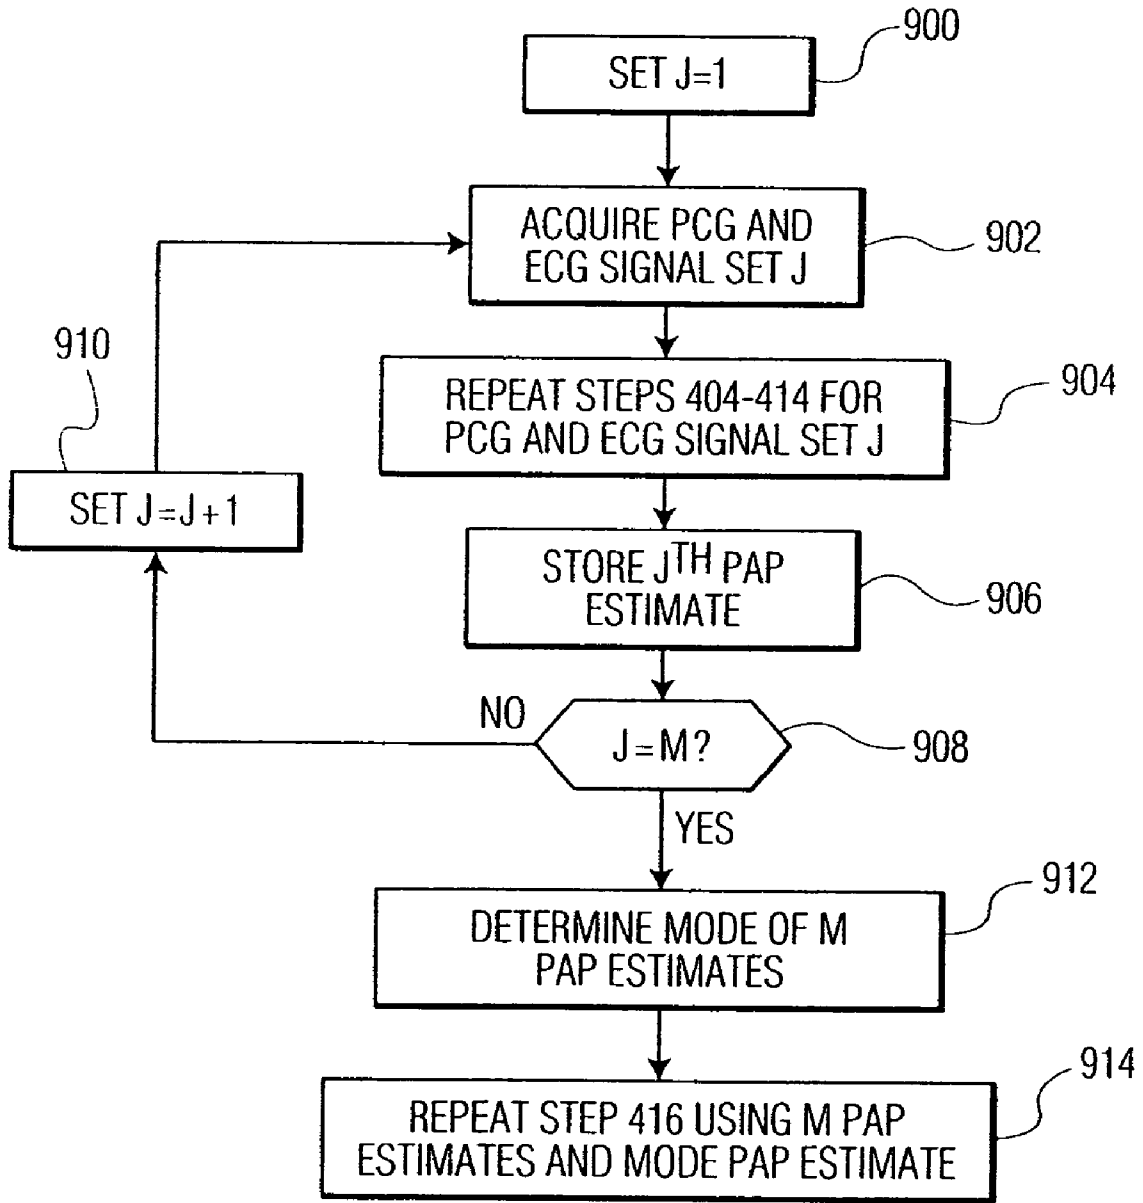 900
SET J=1
ACQUIRE PCG AND
ECG SIGNAL SET J
902
910
REPEAT STEPS 404-414 FOR
PCG AND ECG SIGNAL SET J
904
SET J=J+1
STORE JTH PAP
ESTIMATE
906
NO
J=M?
908
YES
912
DETERMINE MODE OF M
PAP ESTIMATES
914
REPEAT STEP 416 USING M PAP
ESTIMATES AND MODE PAP ESTIMATE